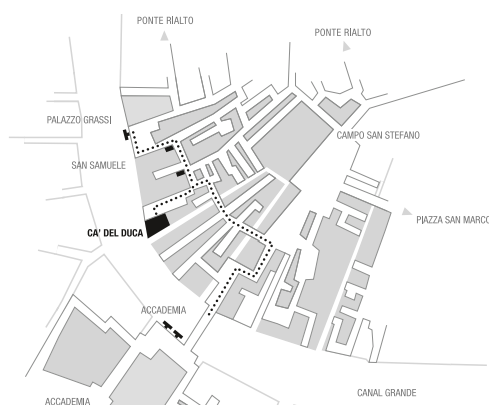 PONTE RIALTO
PONTE RIALTO
PALAZZO GRASSI
CAMPO SAN STEFANO
SAN SAMUELE
PIAZZA SAN MARCO
CA' DEL DUCA
ACCADEMIA
CANAL GRANDE
ACCADEMIA